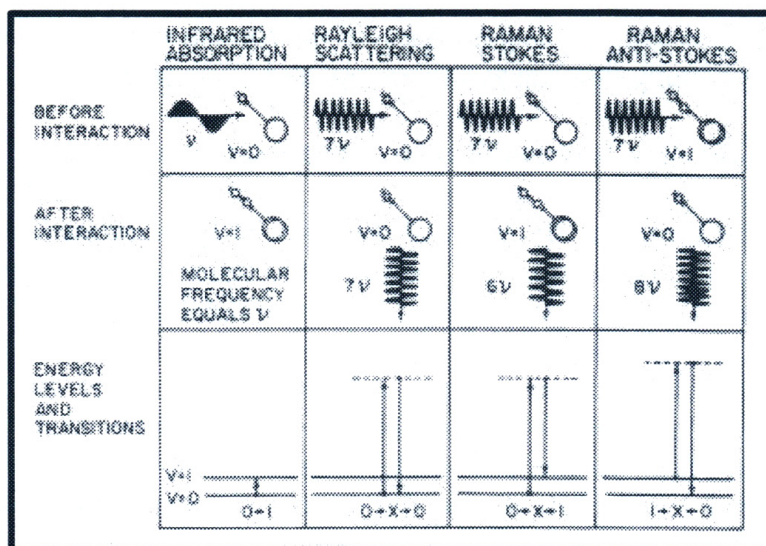 INFRARED ABSORPTION
RAYLEIGH SCATTERING
RAMAN STOKES
RAMAN ANTI-STOKES
BEFORE INTERACTION
ν
V=0
7ν
V=0
7ν
V=0
7ν
V=1
AFTER INTERACTION
V=1
MOLECULAR
FREQUENCY
EQUALS ν
V=0
7ν
V=1
6ν
V=0
8ν
ENERGY
LEVELS
AND
TRANSITIONS
V=1
V=0
0→1
0→X→0
0→X→1
1→X→0